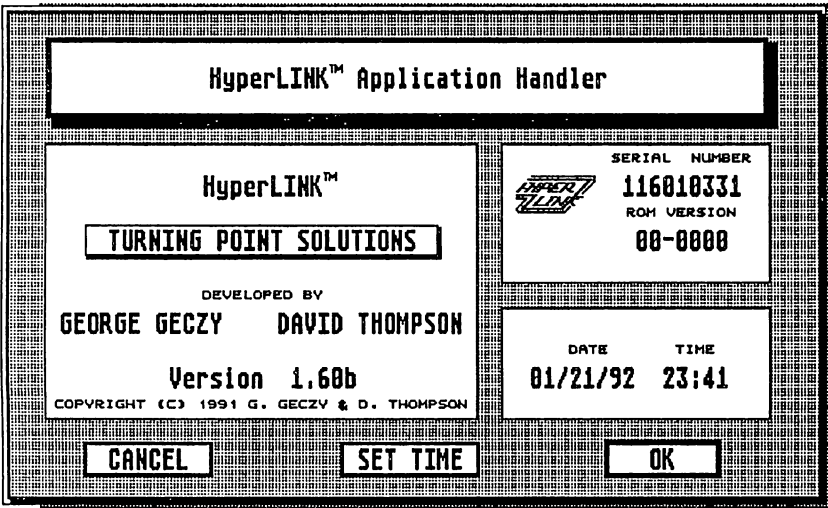 HyperLINK™ Application Handler
HyperLINK™
TURNING POINT SOLUTIONS
DEVELOPED BY
GEORGE GECZY DAVID THOMPSON
Version 1.60b
COPYRIGHT (C) 1991 G. GECZY & D. THOMPSON
HYPER
LINK
SERIAL NUMBER
116010331
ROM VERSION
00-0000
DATE TIME
01/21/92 23:41
CANCEL SET TIME OK